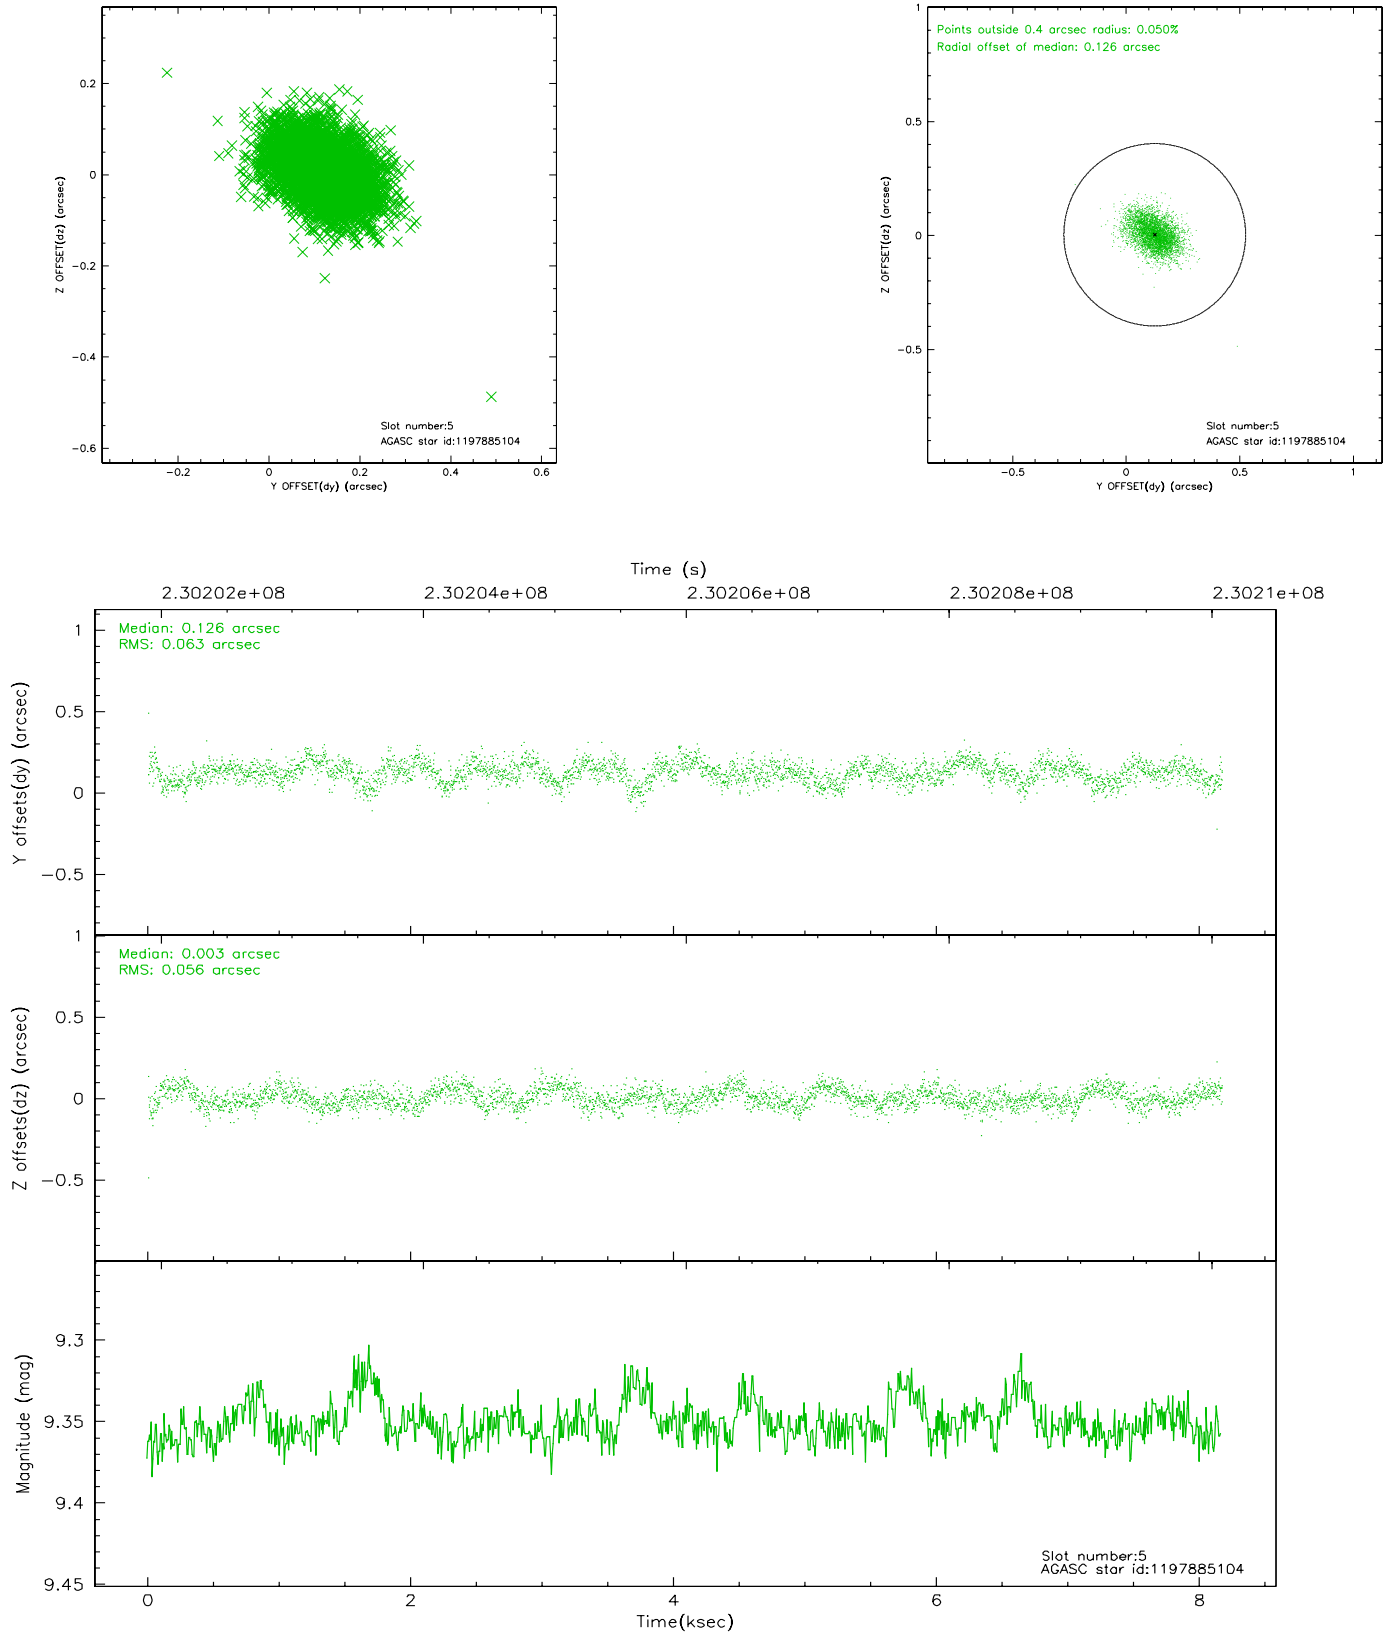 0.2
0
−0.2
−0.4
−0.6
Z OFFSET(dz) (arcsec)
Slot number:5
AGASC star id:1197885104
−0.2
0
0.2
0.4
0.6
Y OFFSET(dy) (arcsec)
Points outside 0.4 arcsec radius: 0.050%
Radial offset of median: 0.126 arcsec
1
0.5
0
−0.5
Z OFFSET(dz) (arcsec)
Slot number:5
AGASC star id:1197885104
−0.5
0
0.5
1
Y OFFSET(dy) (arcsec)
Time (s)
2.30202e+08
2.30204e+08
2.30206e+08
2.30208e+08
2.3021e+08
Median: 0.126 arcsec
RMS: 0.063 arcsec
1
0.5
0
−0.5
Y offsets(dy) (arcsec)
Median: 0.003 arcsec
RMS: 0.056 arcsec
1
0.5
0
−0.5
Z offsets(dz) (arcsec)
9.3
9.35
9.4
9.45
Magnitude (mag)
Slot number:5
AGASC star id:1197885104
0
2
4
6
8
Time(ksec)